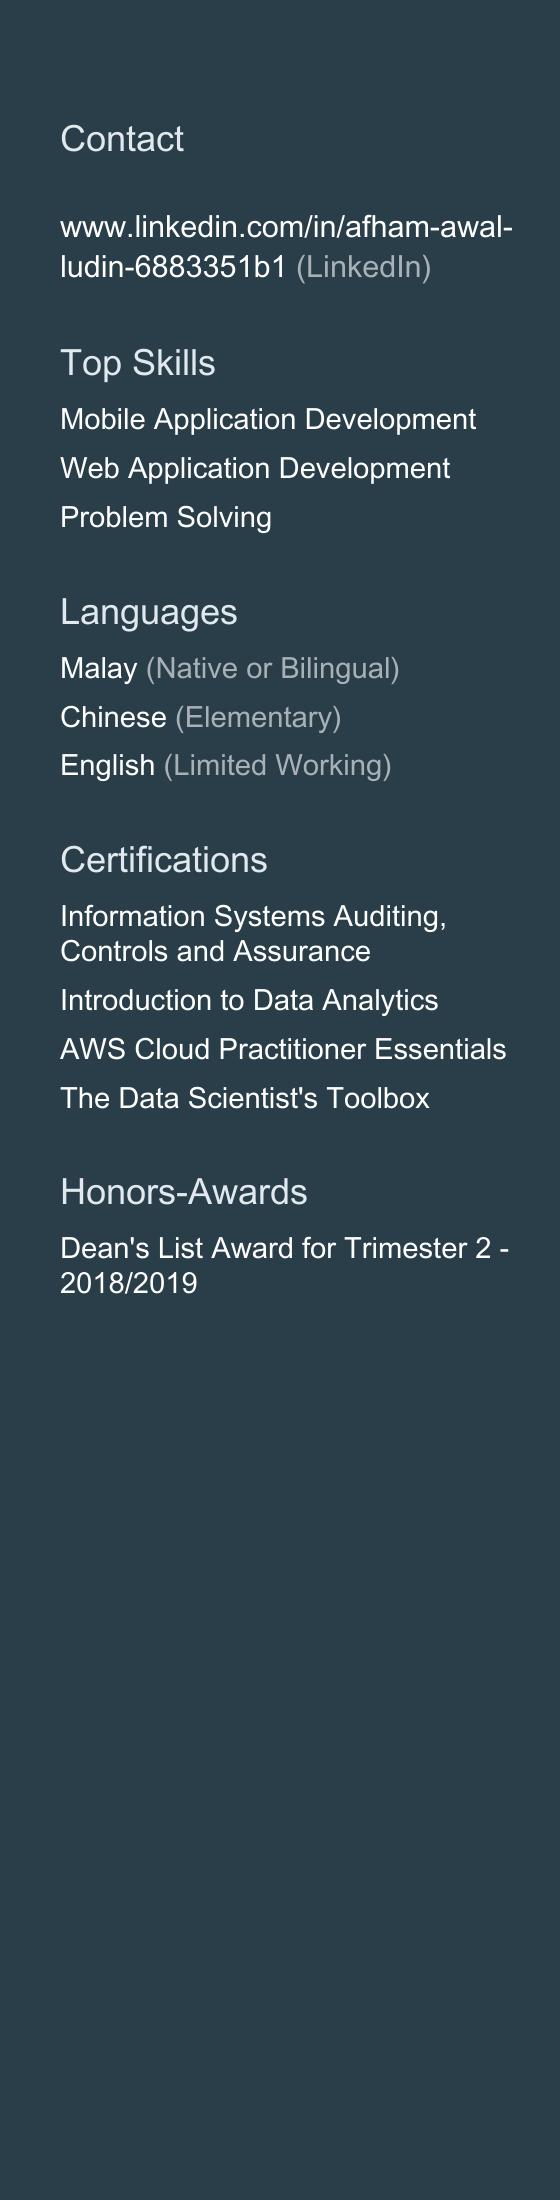 Contact
www.linkedin.com/in/afham-awal-
ludin-6883351b1 (LinkedIn)
Top Skills
Mobile Application Development
Web Application Development
Problem Solving
Languages
Malay (Native or Bilingual)
Chinese (Elementary)
English (Limited Working)
Certifications
Information Systems Auditing,
Controls and Assurance
Introduction to Data Analytics
AWS Cloud Practitioner Essentials
The Data Scientist's Toolbox
Honors-Awards
Dean's List Award for Trimester 2 -
2018/2019